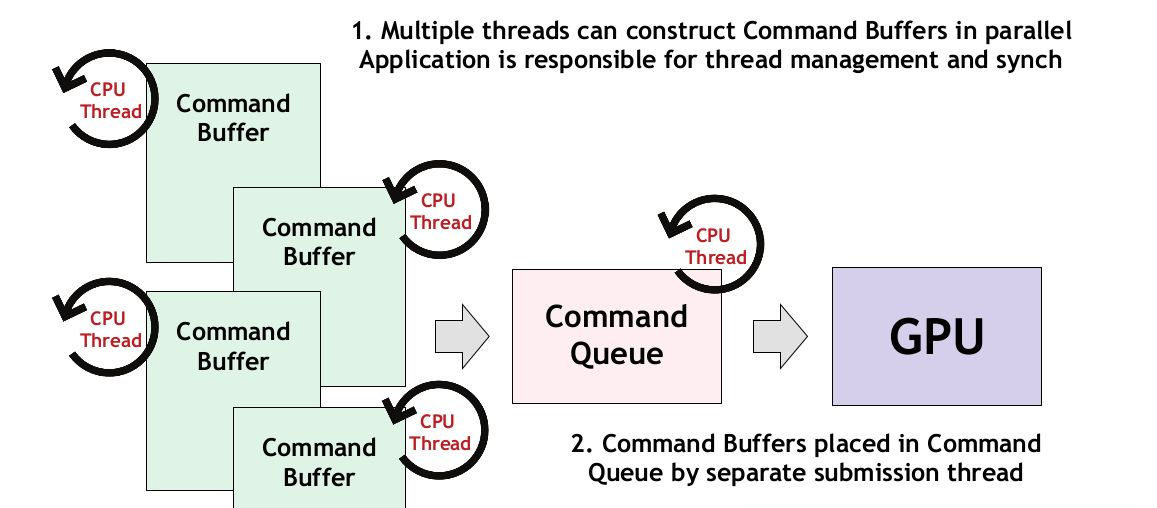 1. Multiple threads can construct Command Buffers in parallel
Application is responsible for thread management and synch
CPU
Thread
Command
Buffer
CPU
Thread
Command
Buffer
CPU
Thread
Command
Buffer
CPU
Thread
Command
Buffer
CPU
Thread
Command
Queue
GPU
2. Command Buffers placed in Command
Queue by separate submission thread